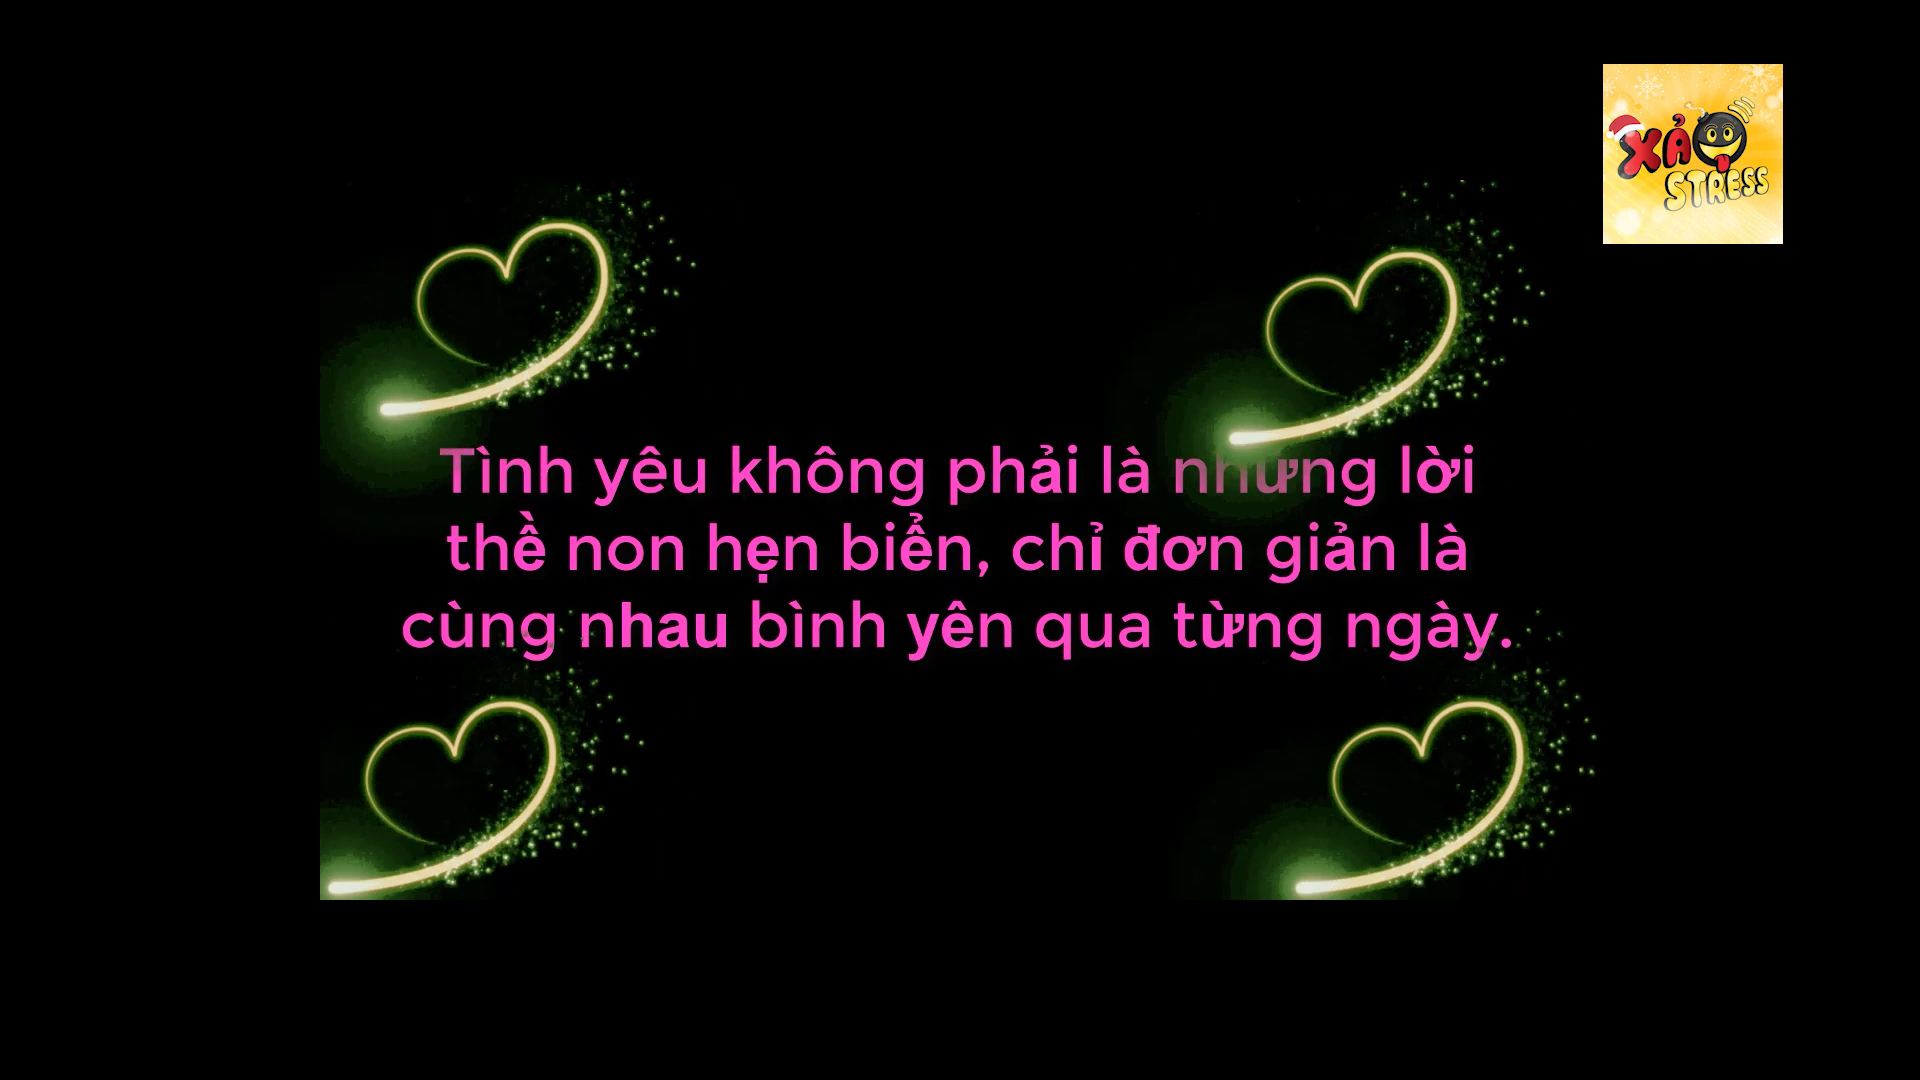 XẢ
STRESS
Tình yêu không phải là những lời
thề non hẹn biển, chỉ đơn giản là
cùng nhau bình yên qua từng ngày.